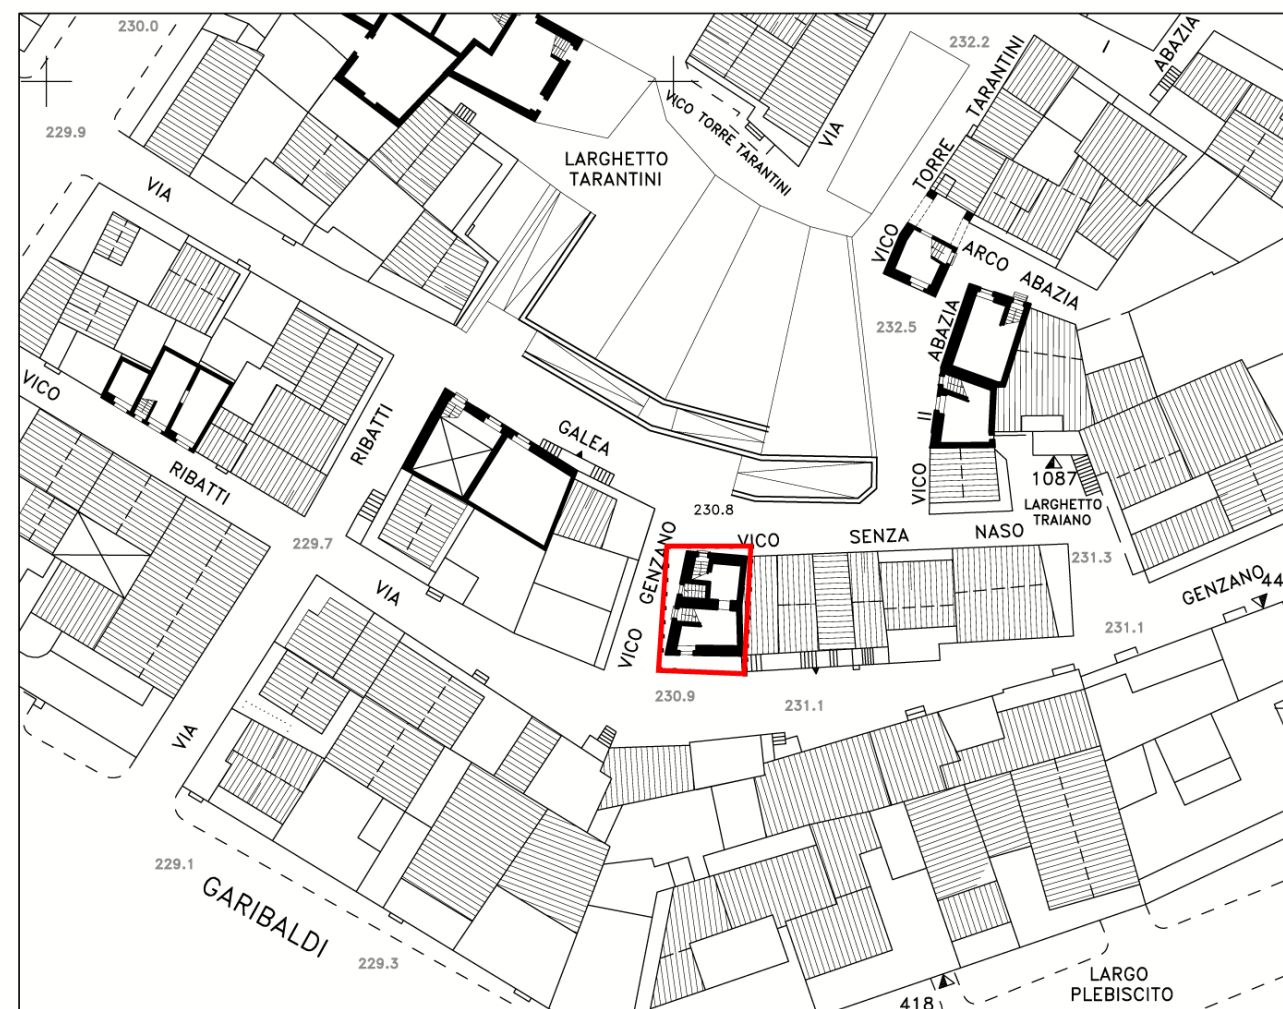 230.0
232.2
ABAZIA
I
TARANTINI
229.9
VICO TORRE TARANTINI
VIA
LARGHETTO
TARANTINI
TORRE
VIA
VICO
ARCO ABAZIA
232.5
ABAZIA
II
VICO
VICO
RIBATTI
RIBATTI
GALEA
1087
LARGHETTO
TRAIANO
230.8
VICO SENZA NASO
229.7
GENZANO
VICO
231.3
GENZANO
44
VIA
231.1
230.9
231.1
VIA
229.1
GARIBALDI
229.3
LARGO
PLEBISCITO
418